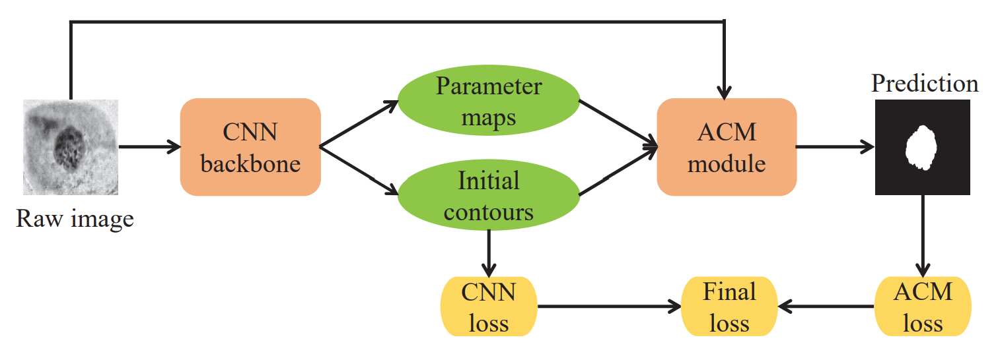 Raw image
CNN
backbone
Parameter
maps
Initial
contours
ACM
module
Prediction
CNN
loss
Final
loss
ACM
loss